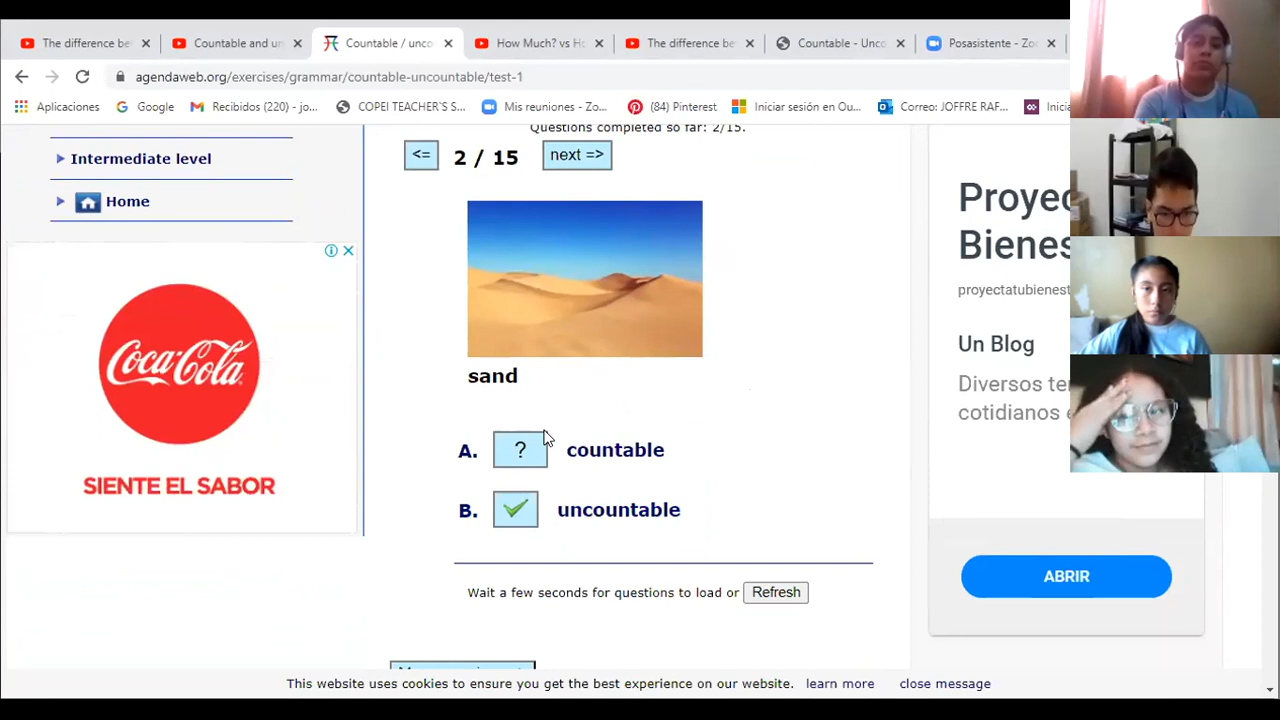 The difference be
Countable and un
Countable / unco
How Much? vs Ho
The difference be
Countable - Unco
Posasistente - Zoo
agendaweb.org/exercises/grammar/countable-uncountable/test-1
Aplicaciones
Google
Recibidos (220) - jo...
COPEI TEACHER'S S...
Mis reuniones - Zo...
(84) Pinterest
Iniciar sesión en Ou...
Correo: JOFFRE RAF...
Inicia
Questions completed so far: 2/15.
Intermediate level
Home
<=
2 / 15
next =>
sand
A. ? countable
B. uncountable
Wait a few seconds for questions to load or Refresh
Coca-Cola
SIENTE EL SABOR
Proye
Bienes
proyectatubienest
Un Blog
Diversos te
cotidianos e
ABRIR
This website uses cookies to ensure you get the best experience on our website. learn more close message